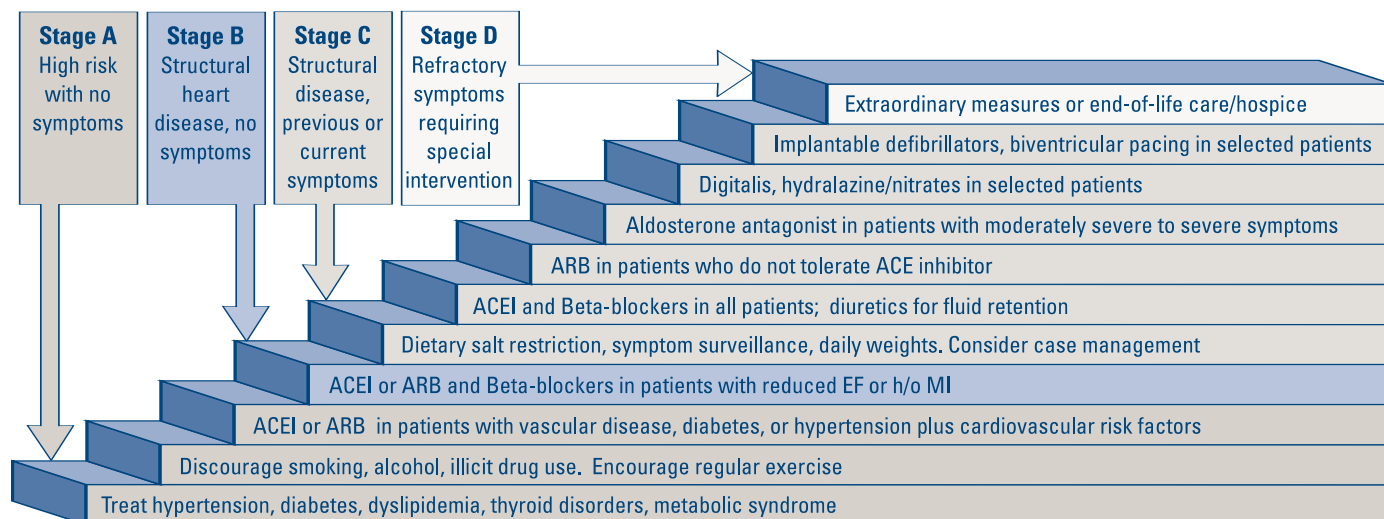 Stage A
High risk
with no
symptoms
Stage B
Structural
heart
disease, no
symptoms
Stage C
Structural
disease,
previous or
current
symptoms
Stage D
Refractory
symptoms
requiring
special
intervention
Extraordinary measures or end-of-life care/hospice
Implantable defibrillators, biventricular pacing in selected patients
Digitalis, hydralazine/nitrates in selected patients
Aldosterone antagonist in patients with moderately severe to severe symptoms
ARB in patients who do not tolerate ACE inhibitor
ACEI and Beta-blockers in all patients; diuretics for fluid retention
Dietary salt restriction, symptom surveillance, daily weights. Consider case management
ACEI or ARB and Beta-blockers in patients with reduced EF or h/o MI
ACEI or ARB in patients with vascular disease, diabetes, or hypertension plus cardiovascular risk factors
Discourage smoking, alcohol, illicit drug use. Encourage regular exercise
Treat hypertension, diabetes, dyslipidemia, thyroid disorders, metabolic syndrome